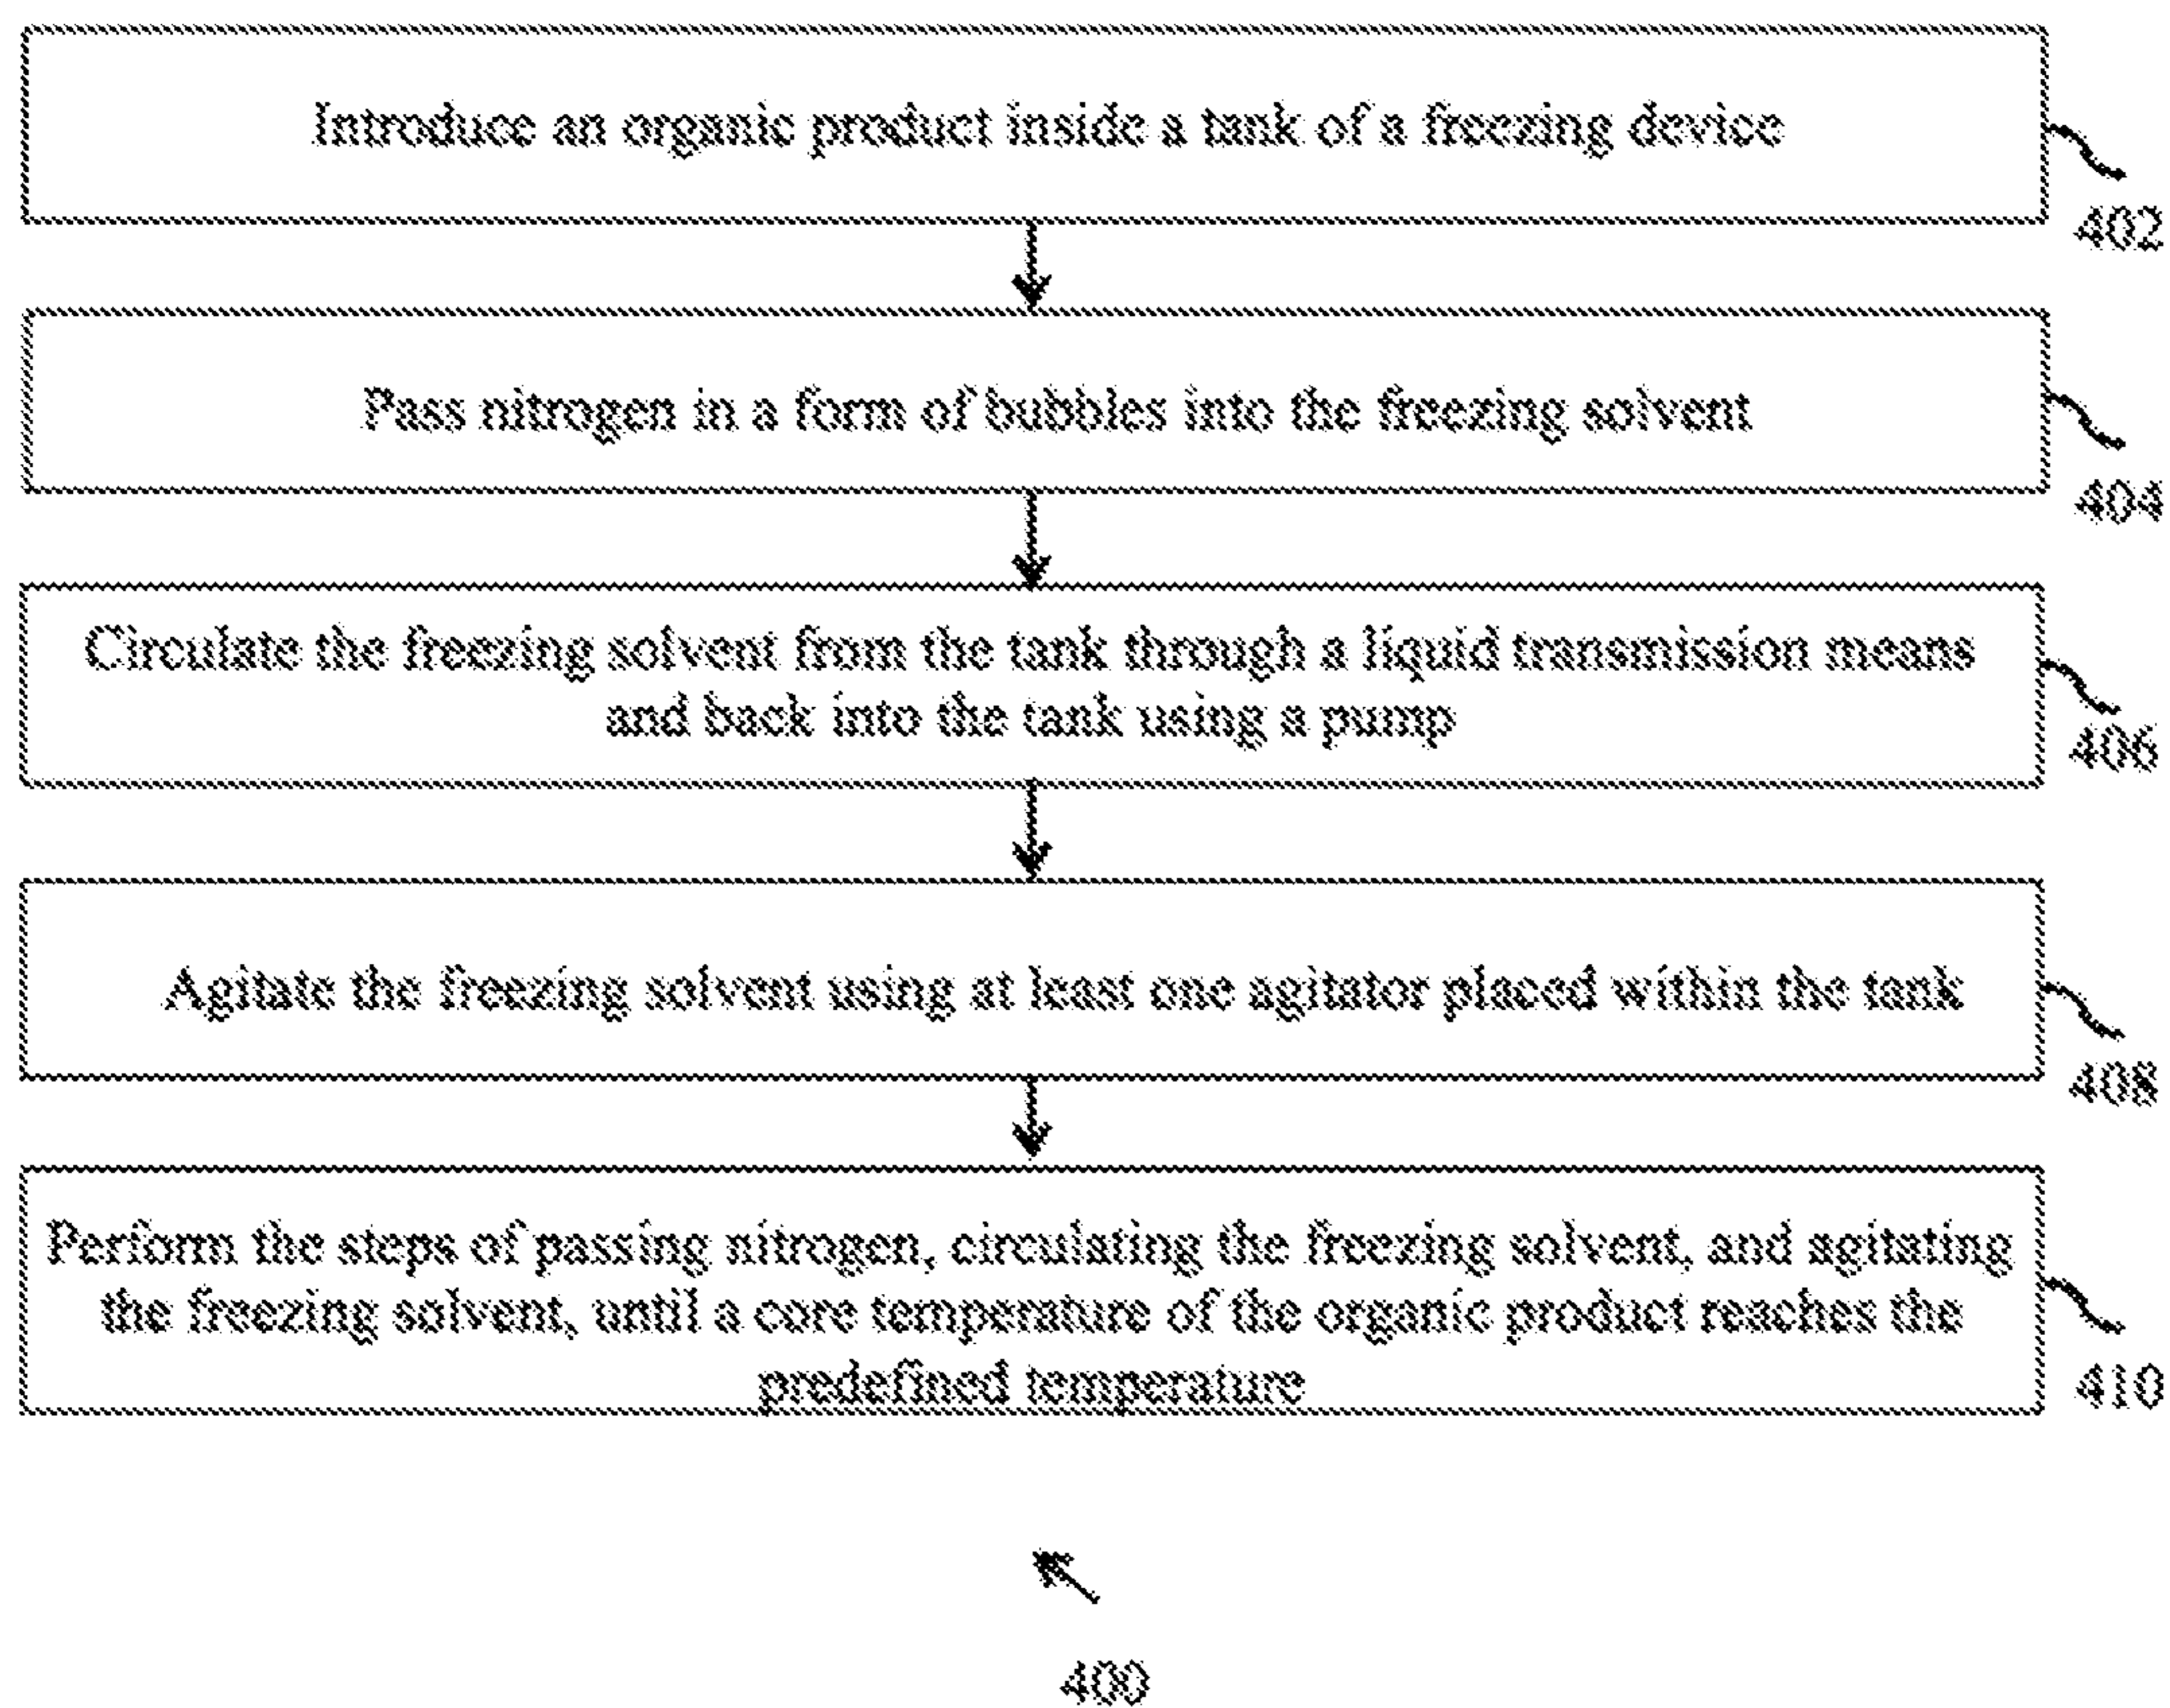 Introduce an organic product inside a tank of a freezing device
402
Pass nitrogen in a form of bubbles into the freezing solvent
404
Circulate the freezing solvent from the tank through a liquid transmission means
and back into the tank using a pump
406
Agitate the freezing solvent using at least one agitator placed within the tank
408
Perform the steps of passing nitrogen, circulating the freezing solvent, and agitating
the freezing solvent, until a core temperature of the organic product reaches the
predefined temperature
410
400